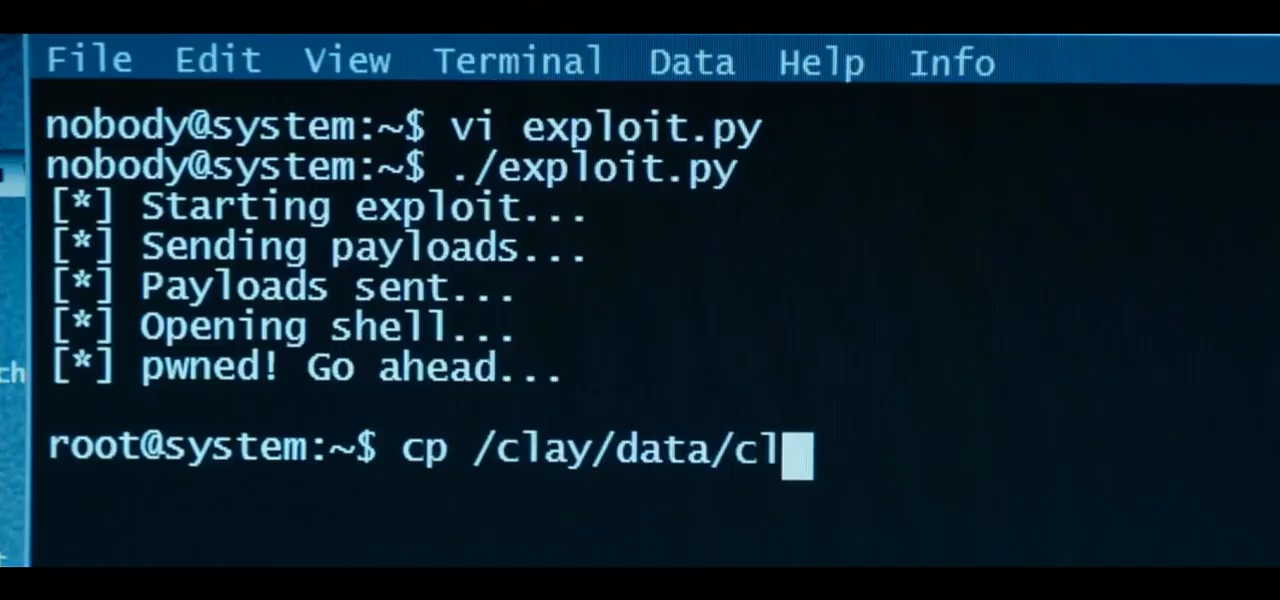 File Edit View Terminal Data Help Info
nobody@system:~$ vi exploit.py
nobody@system:~$ ./exploit.py
[*] Starting exploit...
[*] Sending payloads...
[*] Payloads sent...
[*] Opening shell...
ch
[*] pwned! Go ahead...
root@system:~$ cp /clay/data/cl